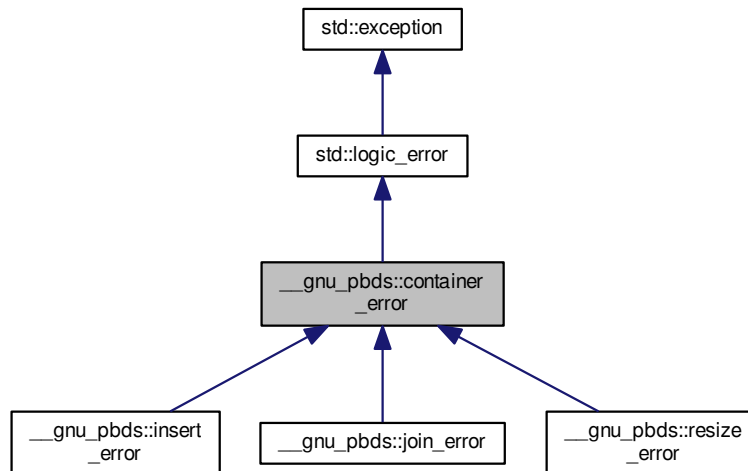 std::exception
std::logic_error
__gnu_pbds::container
_error
__gnu_pbds::insert
_error
__gnu_pbds::join_error
__gnu_pbds::resize
_error